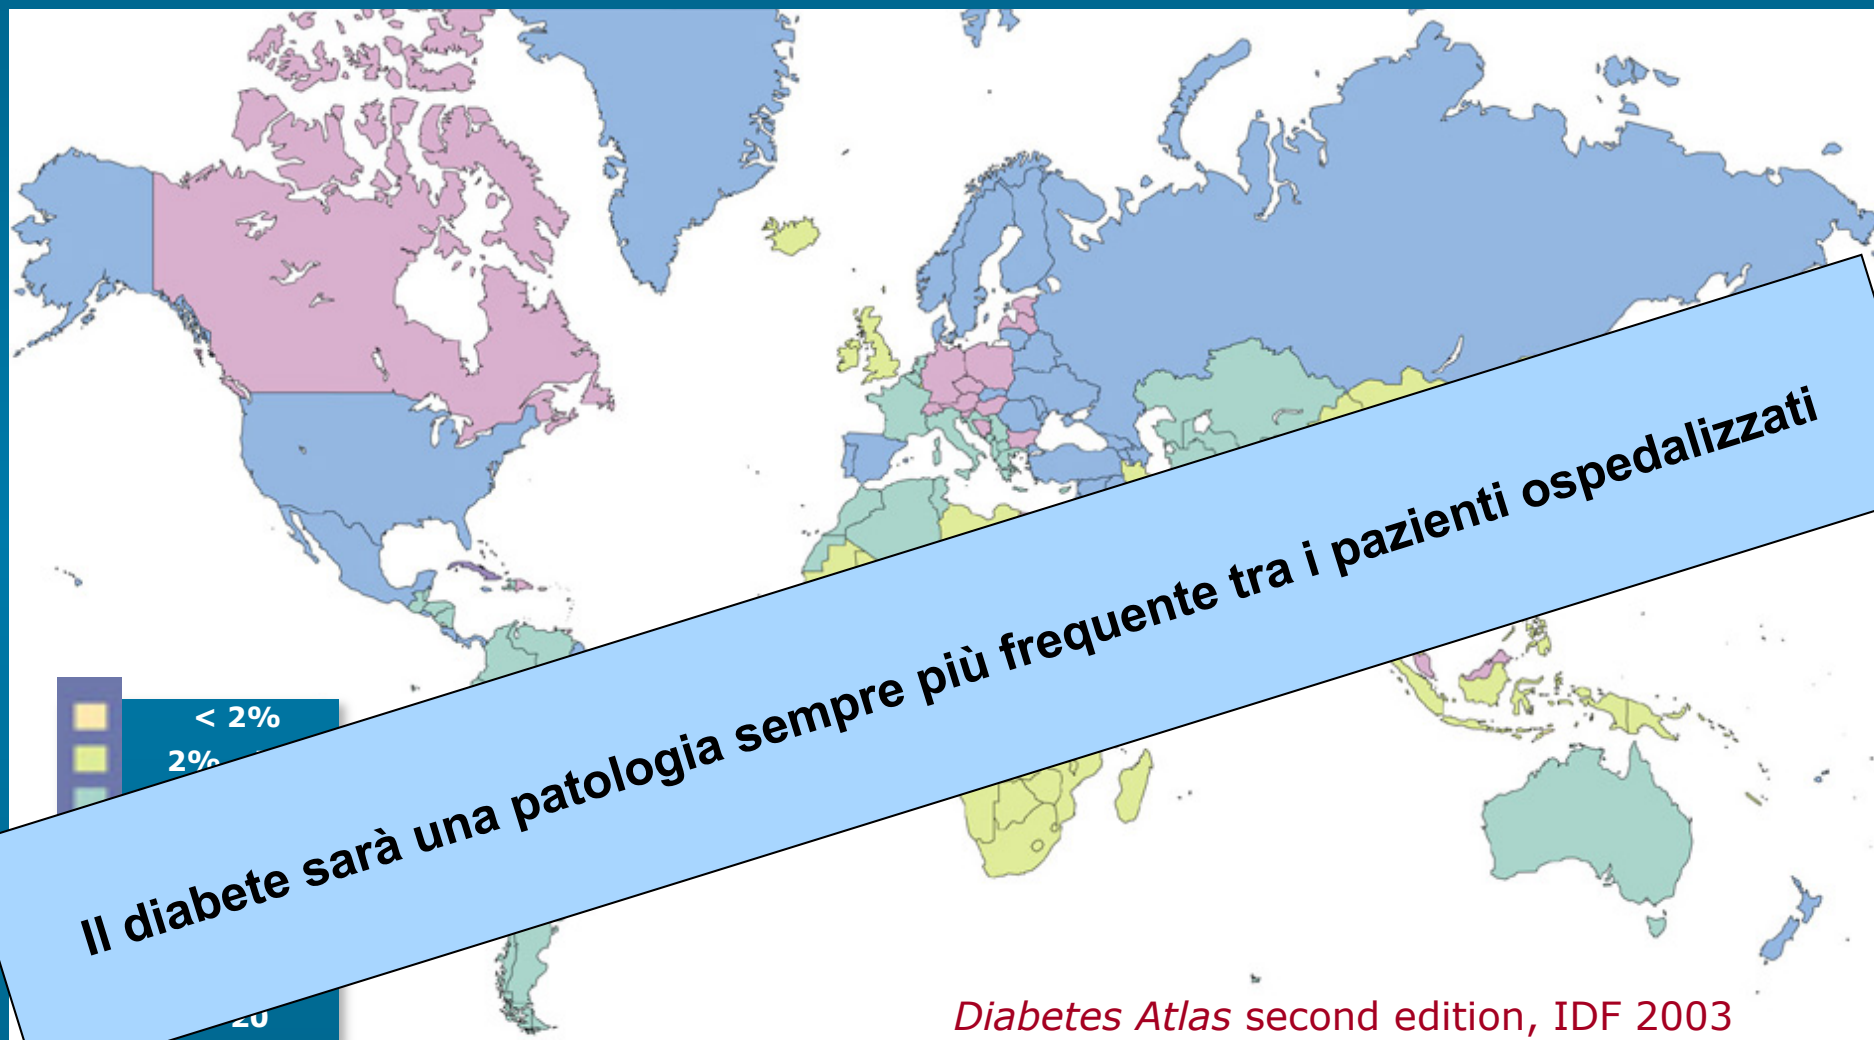 < 2%
2%
Il diabete sarà una patologia sempre più frequente tra i pazienti ospedalizzati
20
Diabetes Atlas second edition, IDF 2003